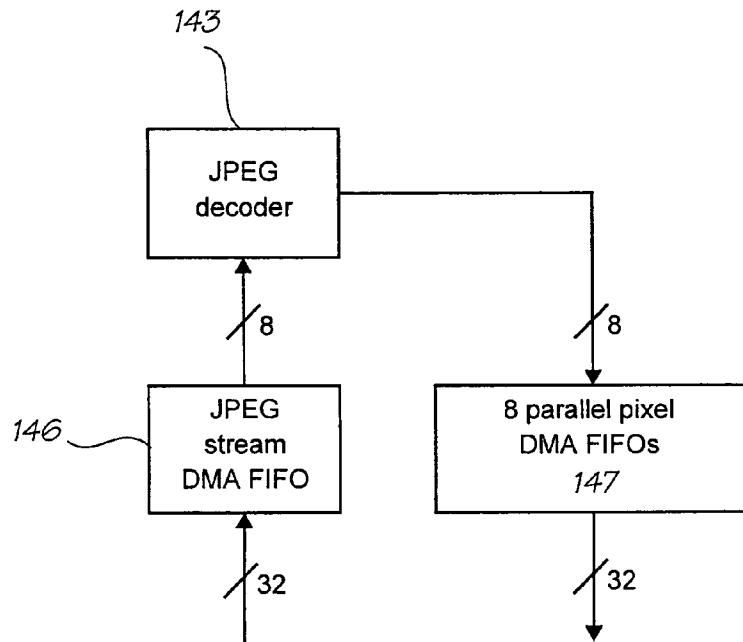 143
JPEG
decoder
8
8
146
JPEG
stream
DMA FIFO
8 parallel pixel
DMA FIFOs
147
32
32